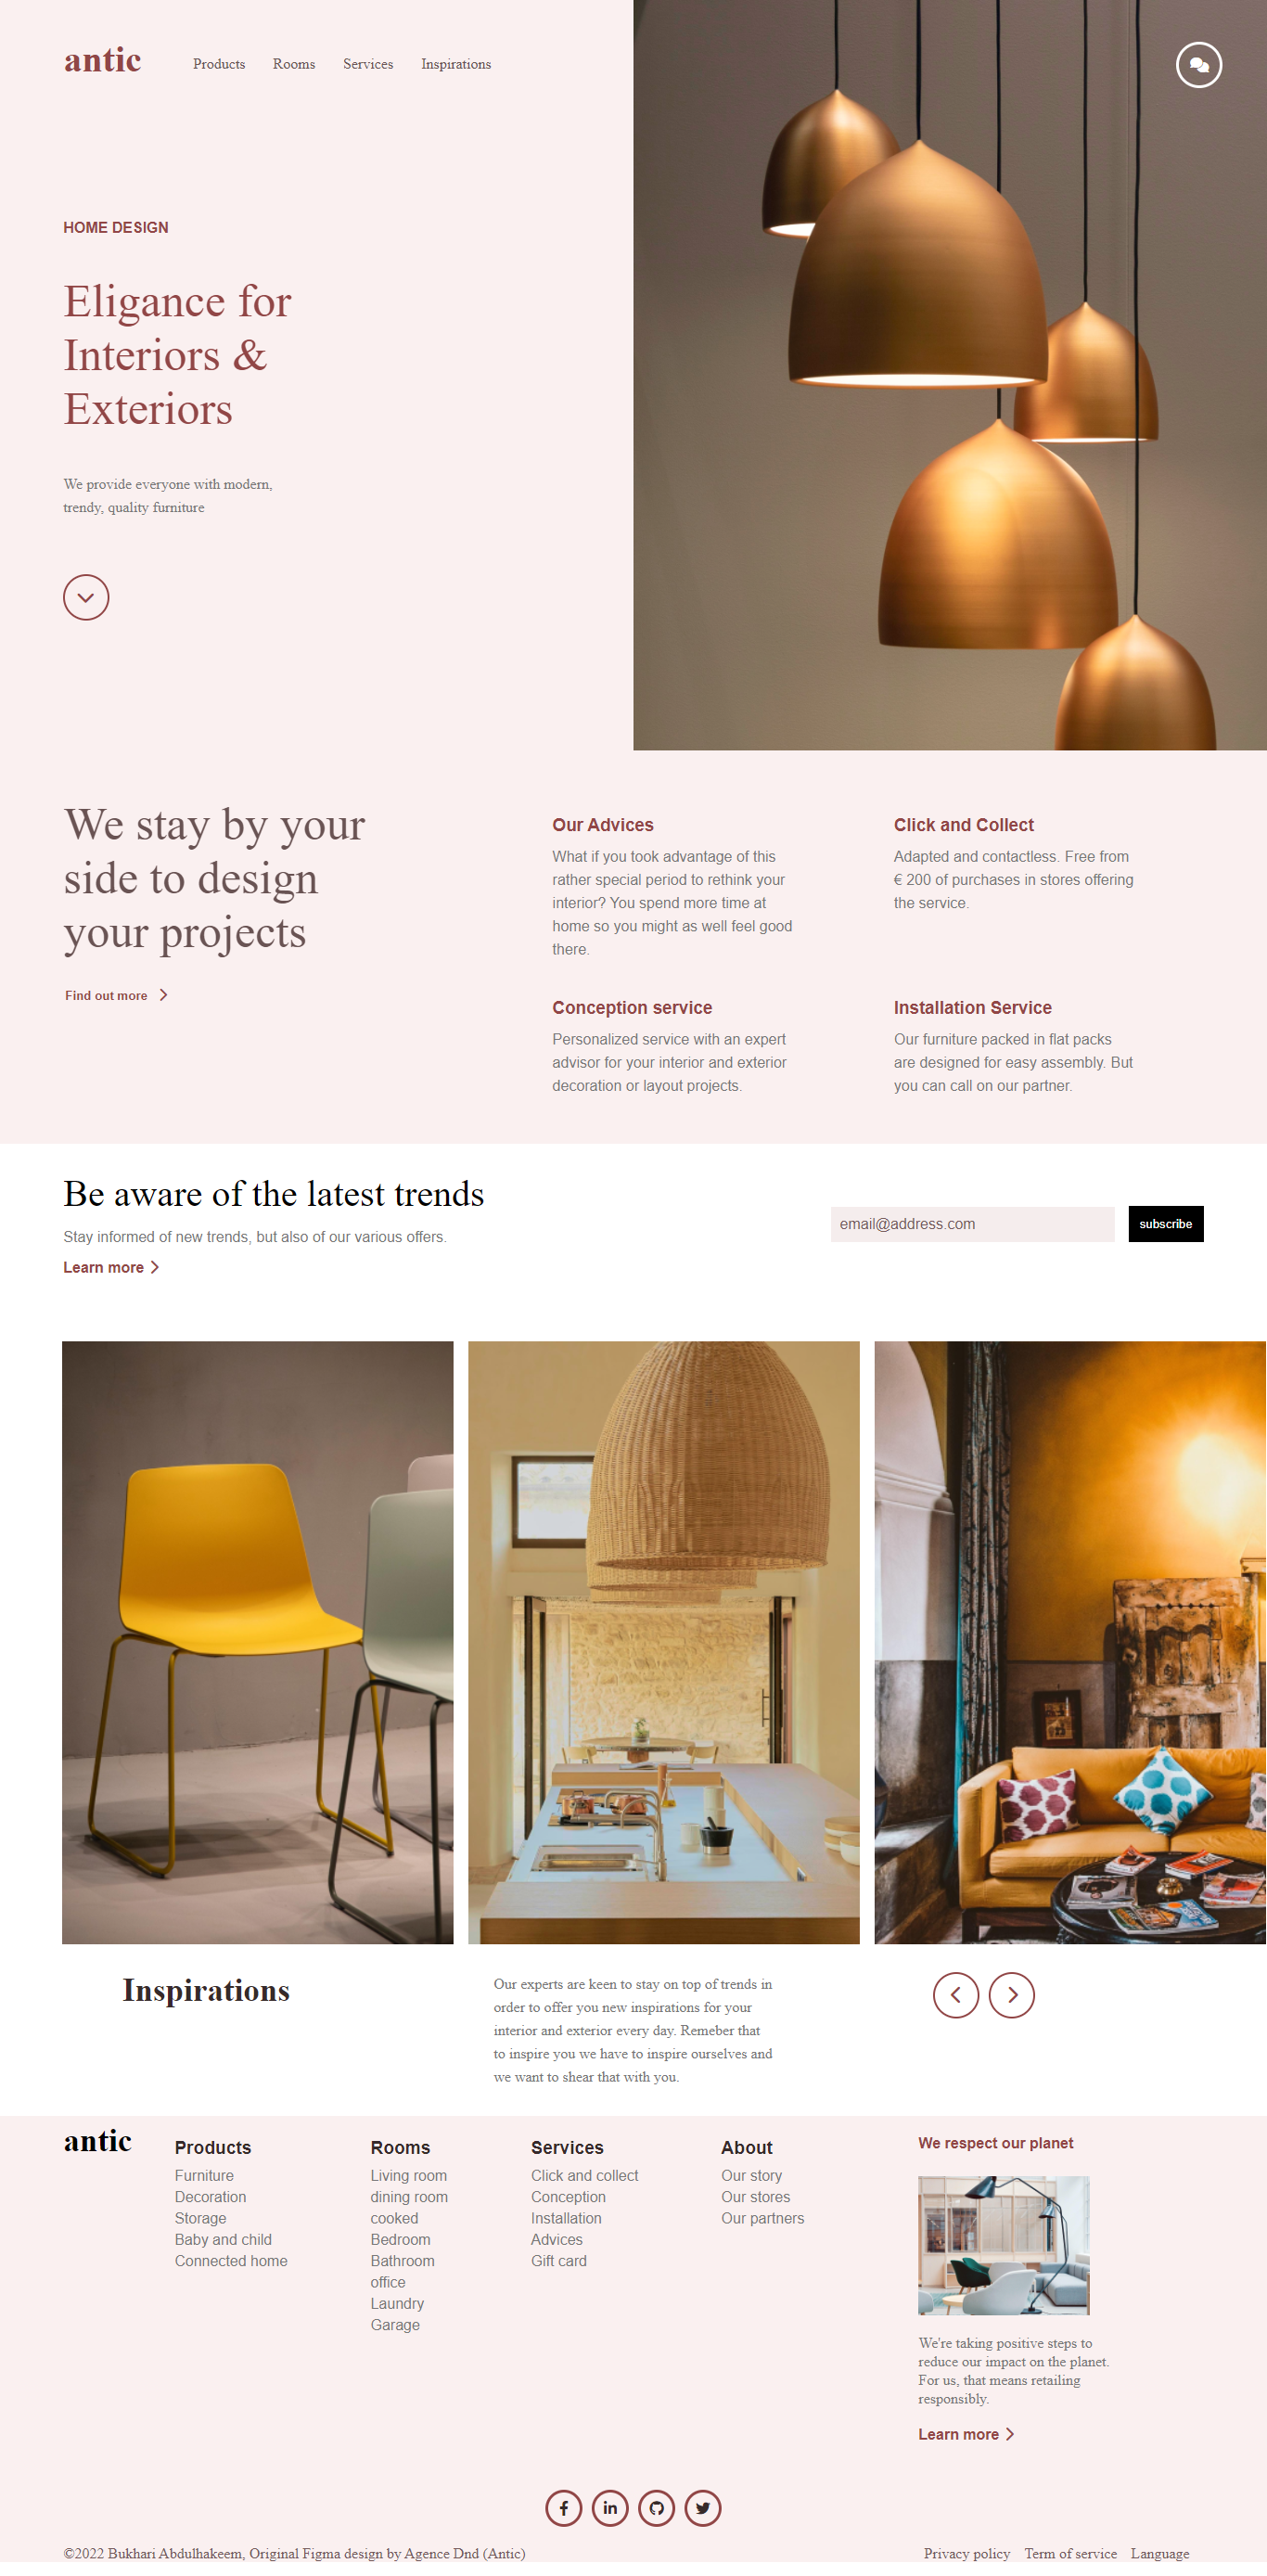 antic
Products Rooms Services Inspirations
HOME DESIGN
Eligance for
Interiors &
Exteriors
We provide everyone with modern,
trendy, quality furniture
We stay by your
side to design
your projects
Find out more
Our Advices
What if you took advantage of this
rather special period to rethink your
interior? You spend more time at
home so you might as well feel good
there.
Click and Collect
Adapted and contactless. Free from
€ 200 of purchases in stores offering
the service.
Conception service
Personalized service with an expert
advisor for your interior and exterior
decoration or layout projects.
Installation Service
Our furniture packed in flat packs
are designed for easy assembly. But
you can call on our partner.
Be aware of the latest trends
Stay informed of new trends, but also of our various offers.
Learn more
email@address.com
subscribe
Inspirations
Our experts are keen to stay on top of trends in
order to offer you new inspirations for your
interior and exterior every day. Remeber that
to inspire you we have to inspire ourselves and
we want to shear that with you.
antic
Products
Furniture
Decoration
Storage
Baby and child
Connected home
Rooms
Living room
dining room
cooked
Bedroom
Bathroom
office
Laundry
Garage
Services
Click and collect
Conception
Installation
Advices
Gift card
About
Our story
Our stores
Our partners
We respect our planet
We're taking positive steps to
reduce our impact on the planet.
For us, that means retailing
responsibly.
Learn more
©2022 Bukhari Abdulhakeem, Original Figma design by Agence Dnd (Antic)
Privacy policy Term of service Language